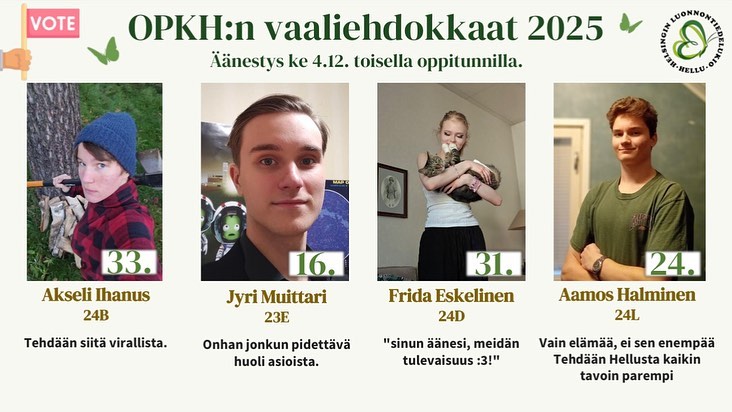 VOTE
OPKH:n vaaliehdokkaat 2025
Äänestys ke 4.12. toisella oppitunnilla.
HELSINGIN LUONNONTIEDELUKIO
·HELLU·
33.
16.
31.
24.
Akseli Ihanus
24B
Tehdään siitä virallista.
Jyri Muittari
23E
Onhan jonkun pidettävä
huoli asioista.
Frida Eskelinen
24D
"sinun äänesi, meidän
tulevaisuus :3!"
Aamos Halminen
24L
Vain elämää, ei sen enempää
Tehdään Hellusta kaikin
tavoin parempi